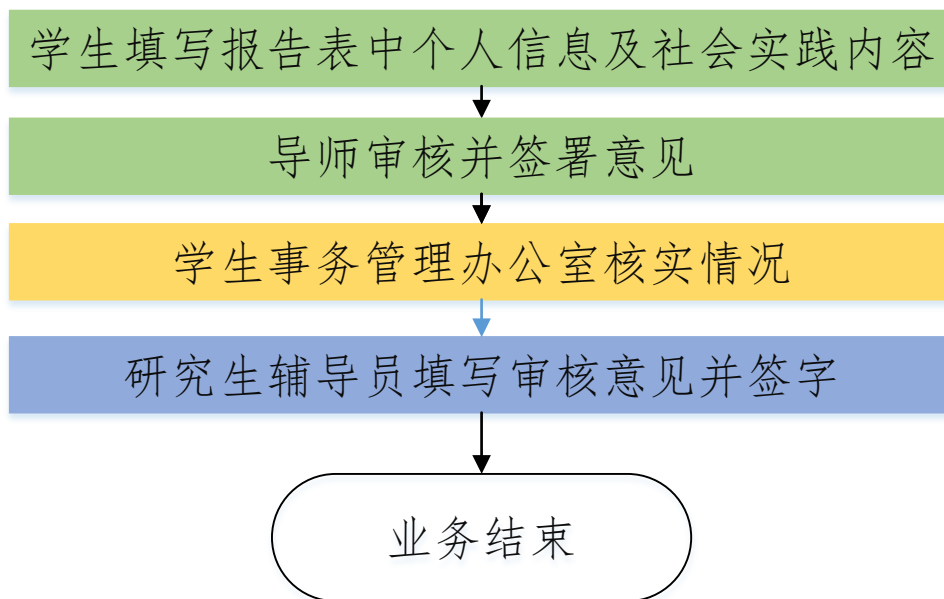 学生填写报告表中个人信息及社会实践内容
导师审核并签署意见
学生事务管理办公室核实情况
研究生辅导员填写审核意见并签字
业务结束